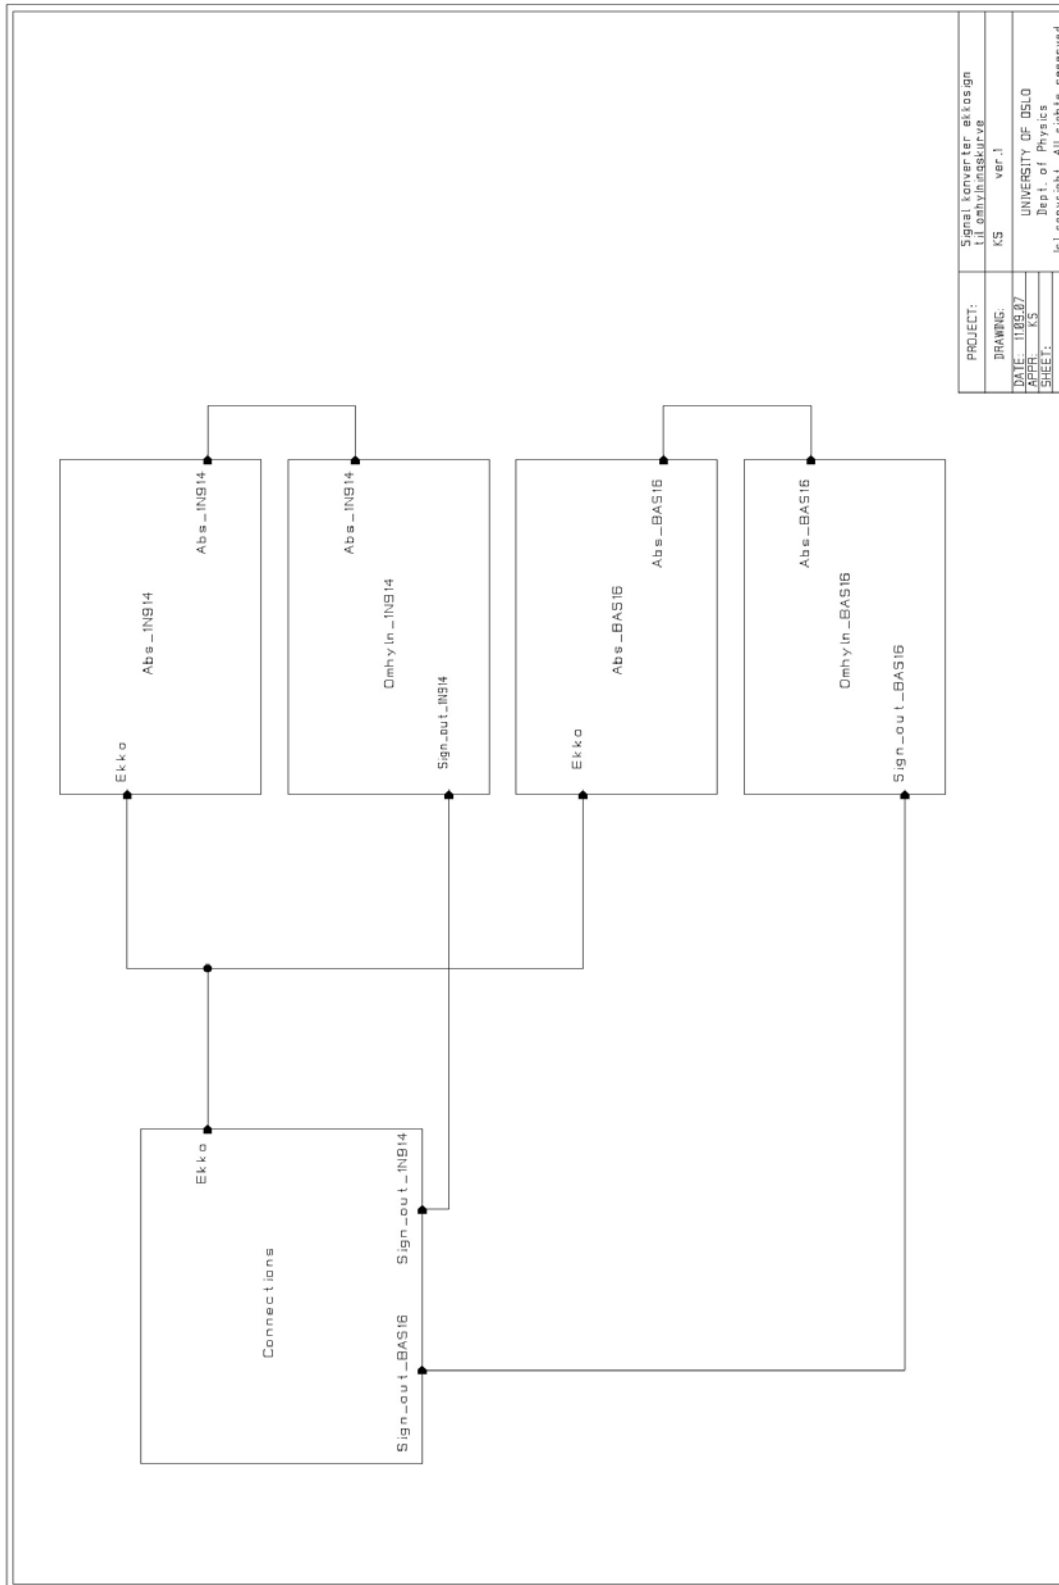 Connections
Ekko
Sign_out_1N914
Sign_out_BAS16
Abs_1N914
Ekko
Abs_1N914
Omhyln_1N914
Abs_1N914
Sign_out_1N914
Abs_BAS16
Ekko
Abs_BAS16
Omhyln_BAS16
Abs_BAS16
Sign_out_BAS16
PROJECT: Signal konverter ekkosign
til omhylningskurve
DRAWING: KS ver.1
DATE: 11.09.07
UNIVERSITY OF OSLO
APPR: KS
Dept. of Physics
SHEET: